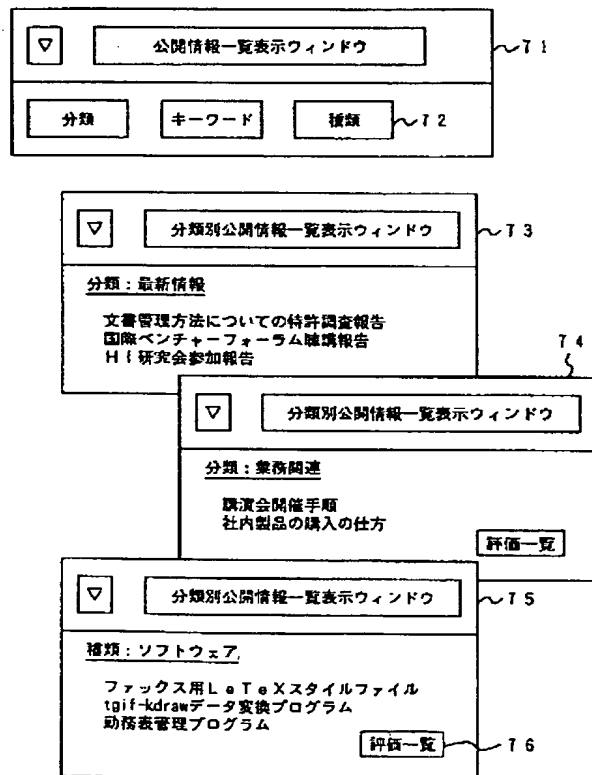 ▽ 公開情報一覧表示ウィンドウ 71
分類 キーワード 種類 72
▽ 分類別公開情報一覧表示ウィンドウ 73
分類：最新情報
文書管理方法についての特許調査報告
国際ベンチャーフォーラム聴講報告
ＨＩ研究会参加報告
74
▽ 分類別公開情報一覧表示ウィンドウ
分類：業務関連
講演会開催手順
社内製品の購入の仕方
評価一覧
▽ 分類別公開情報一覧表示ウィンドウ 75
種類：ソフトウェア
ファックス用ＬａＴｅＸスタイルファイル
tgif-kdrawデータ変換プログラム
勤務表管理プログラム
評価一覧 76